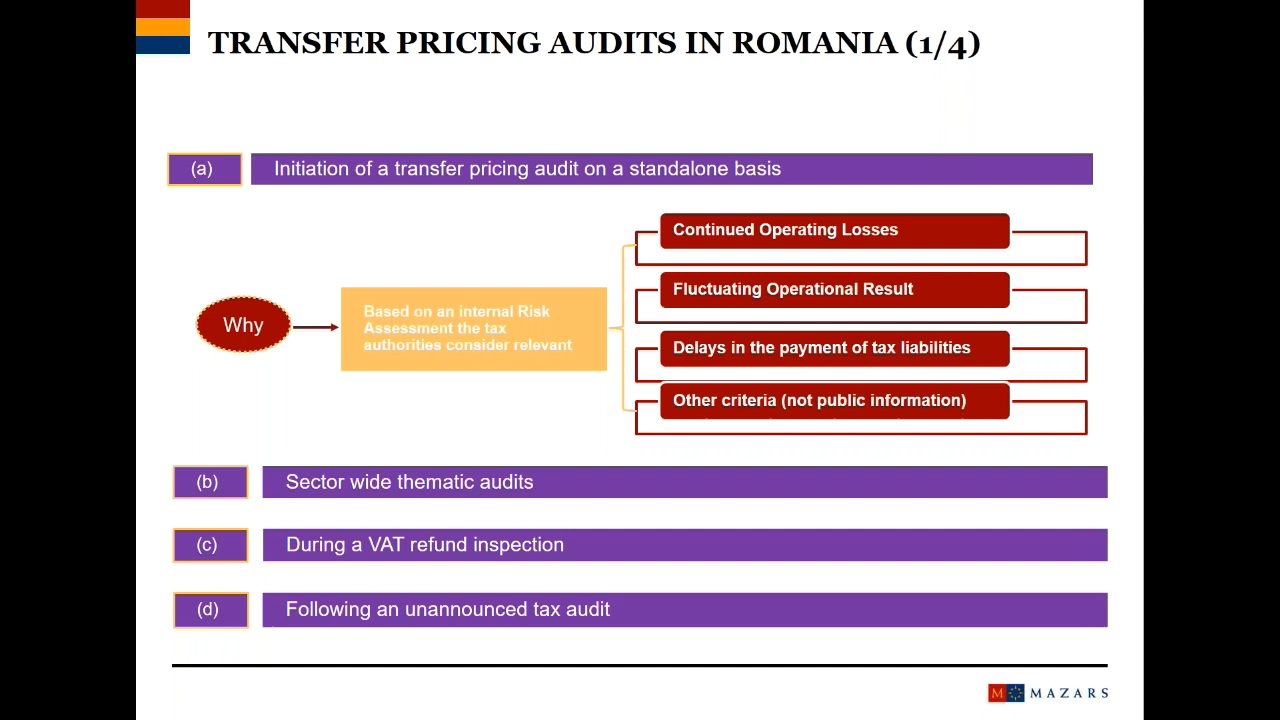 TRANSFER PRICING AUDITS IN ROMANIA (1/4)
(a)
Initiation of a transfer pricing audit on a standalone basis
Why
Based on an internal Risk
Assessment the tax
authorities consider relevant
Continued Operating Losses
Fluctuating Operational Result
Delays in the payment of tax liabilities
Other criteria (not public information)
(b)
Sector wide thematic audits
(c)
During a VAT refund inspection
(d)
Following an unannounced tax audit
M MAZARS